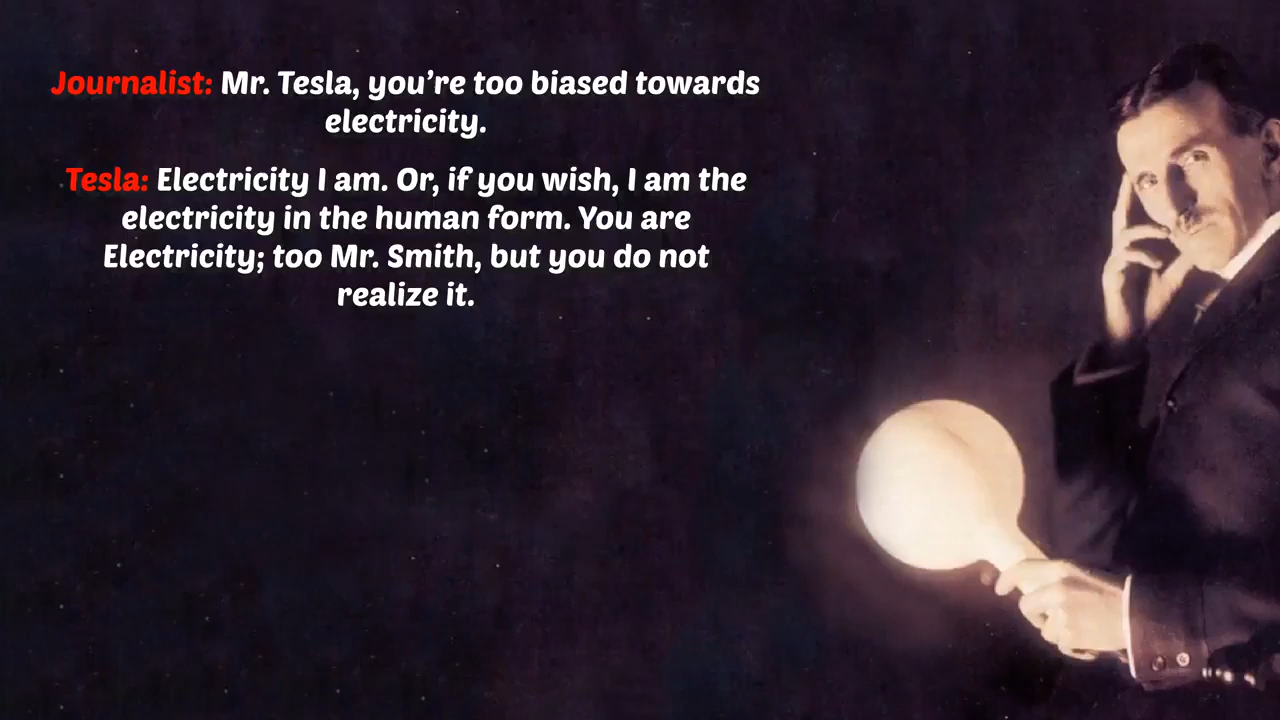 Journalist: Mr. Tesla, you’re too biased towards
electricity.
Tesla: Electricity I am. Or, if you wish, I am the
electricity in the human form. You are
Electricity; too Mr. Smith, but you do not
realize it.